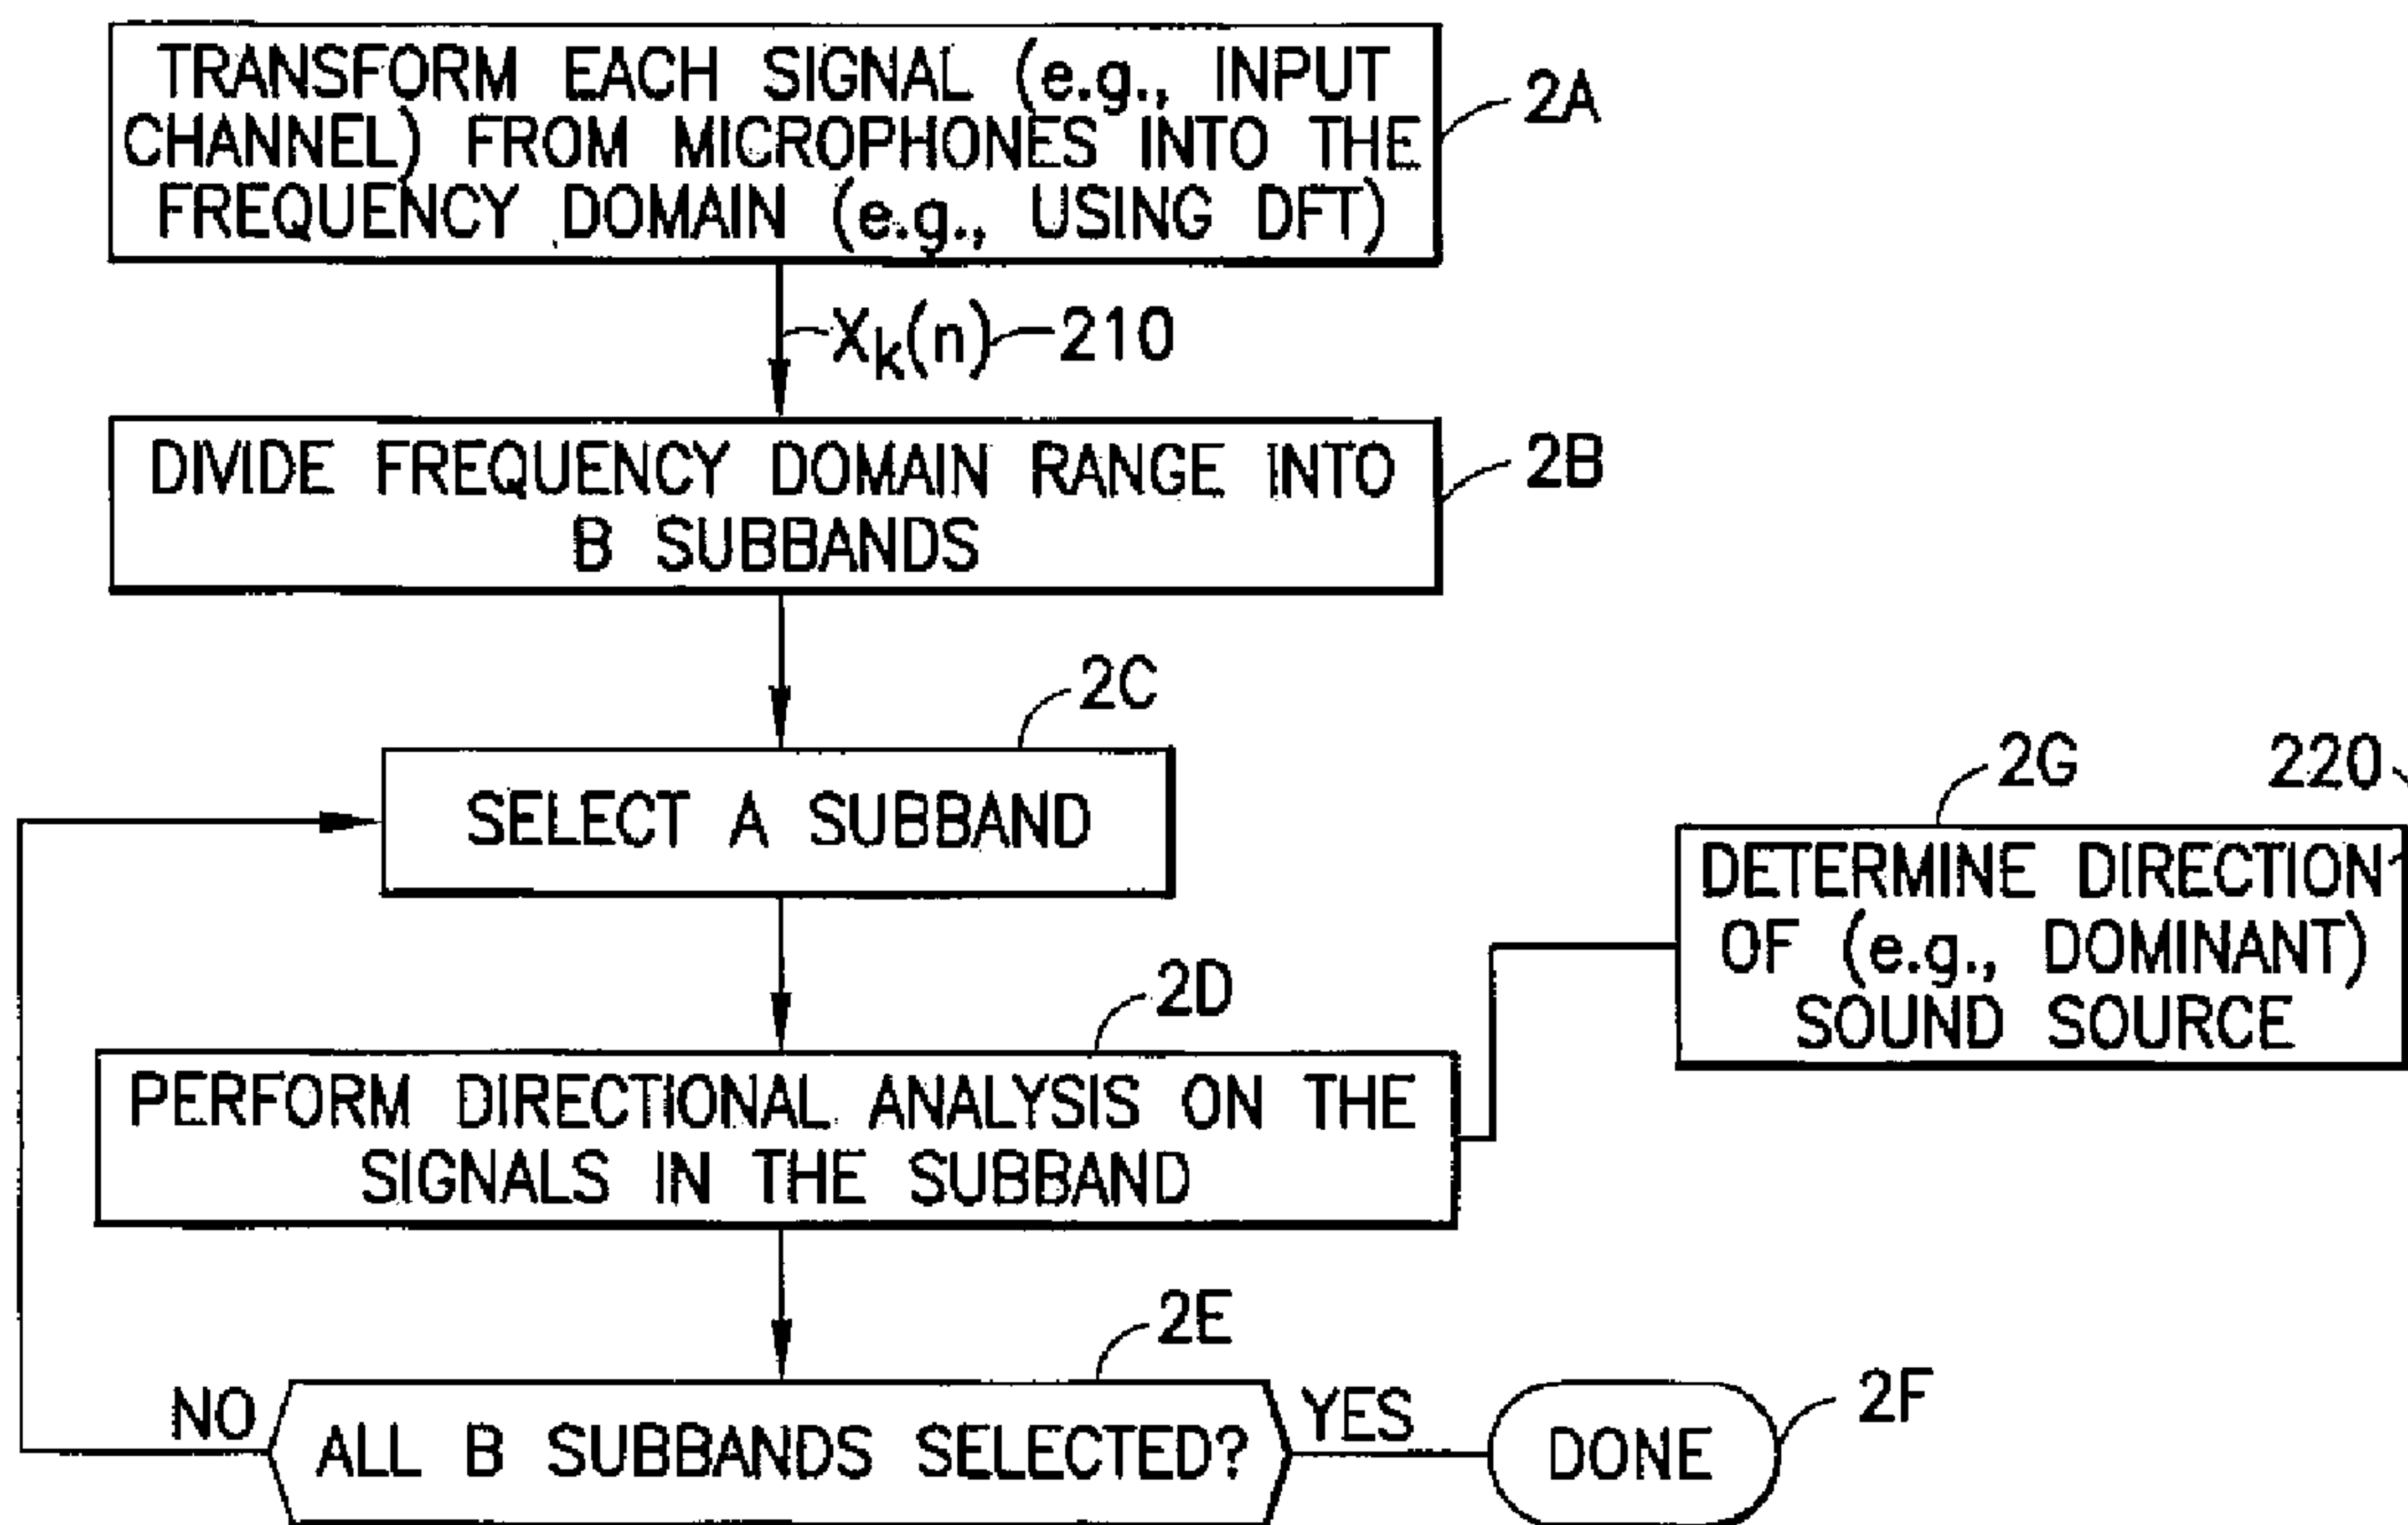 TRANSFORM EACH SIGNAL (e.g., INPUT
CHANNEL) FROM MICROPHONES INTO THE
FREQUENCY DOMAIN (e.g., USING DFT)
2A
Xk(n) 210
DIVIDE FREQUENCY DOMAIN RANGE INTO
B SUBBANDS
2B
2C
SELECT A SUBBAND
2G
220
DETERMINE DIRECTION
OF (e.g., DOMINANT)
SOUND SOURCE
2D
PERFORM DIRECTIONAL ANALYSIS ON THE
SIGNALS IN THE SUBBAND
2E
NO
ALL B SUBBANDS SELECTED?
YES
DONE
2F